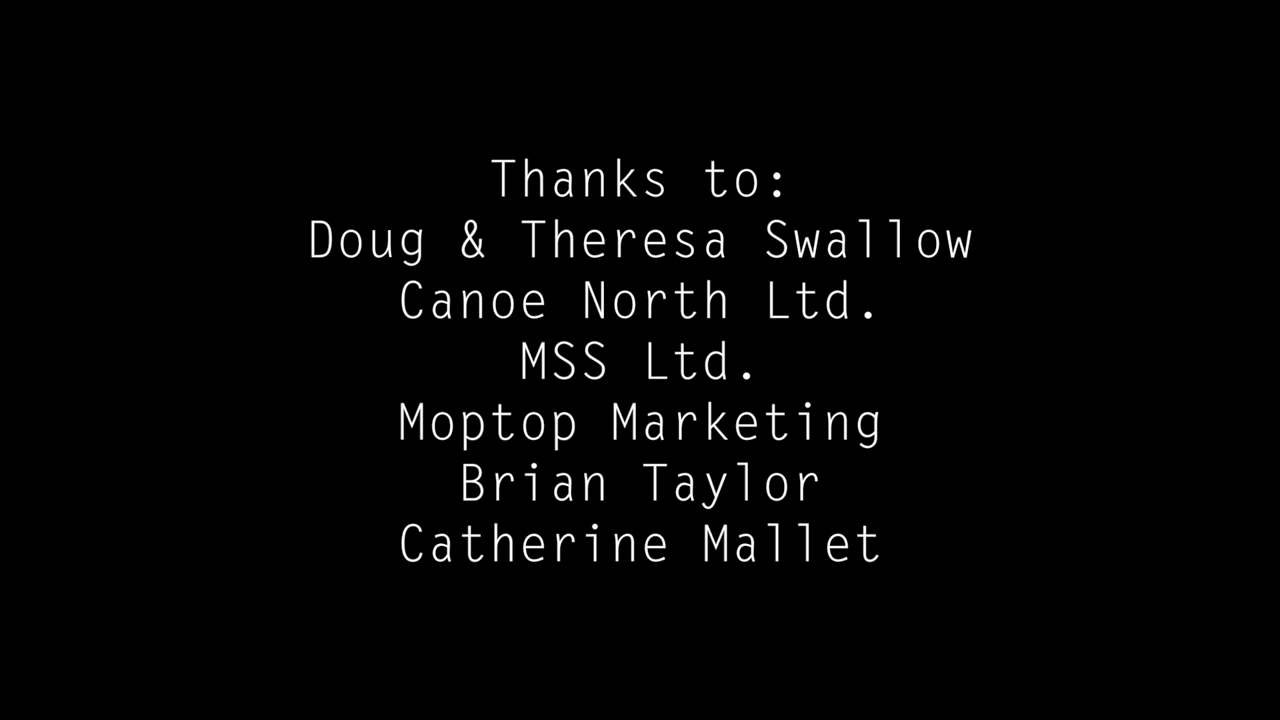 Thanks to:
Doug & Theresa Swallow
Canoe North Ltd.
MSS Ltd.
Moptop Marketing
Brian Taylor
Catherine Mallet